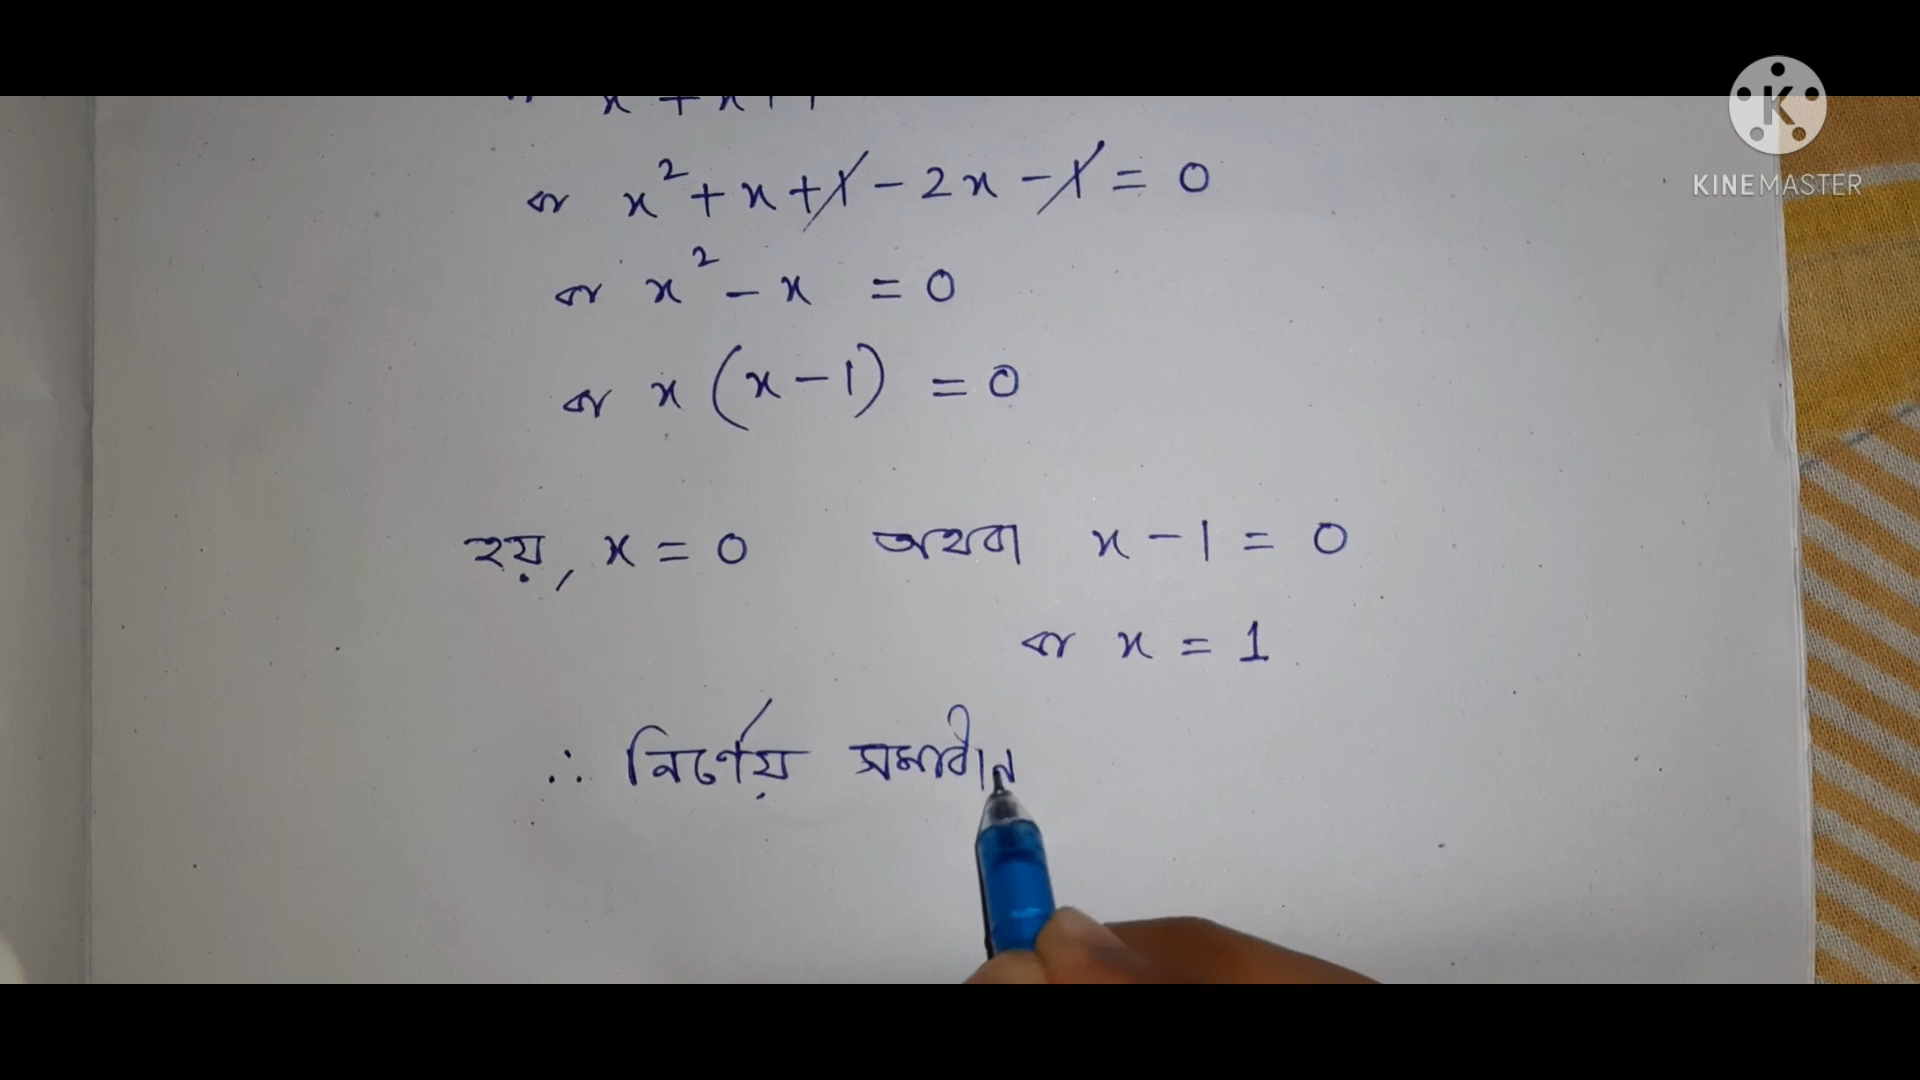 বা x² + x + 1 - 2x - 1 = 0
বা x² - x = 0
বা x (x - 1) = 0
হয়, x = 0 অথবা x - 1 = 0
বা x = 1
∴ নির্ণেয় সমাধান
KINEMASTER